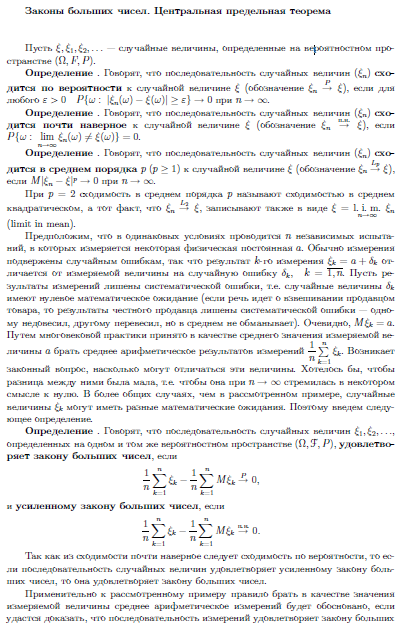 Законы больших чисел. Центральная предельная теорема
Пусть ξ, ξ₁, ξ₂, . . . — случайные величины, определенные на вероятностном про-
странстве (Ω, F, P).
Определение . Говорят, что последовательность случайных величин (ξₙ) схо-
дится по вероятности к случайной величине ξ (обозначение ξₙ →^P ξ), если для
любого ε > 0 P{ω : |ξₙ(ω) − ξ(ω)| ≥ ε} → 0 при n → ∞.
Определение . Говорят, что последовательность случайных величин (ξₙ) схо-
дится почти наверное к случайной величине ξ (обозначение ξₙ →^{п.н.} ξ), если
P{ω : lim_{n→∞} ξₙ(ω) ≠ ξ(ω)} = 0.
Определение . Говорят, что последовательность случайных величин (ξₙ) схо-
дится в среднем порядка p (p ≥ 1) к случайной величине ξ (обозначение ξₙ →^{L₂} ξ),
если M|ξₙ − ξ|^p → 0 при n → ∞.
При p = 2 сходимость в среднем порядка p называют сходимостью в среднем
квадратическом, а тот факт, что ξₙ →^{L₂} ξ, записывают также в виде ξ = l. i. m._{n→∞} ξₙ
(limit in mean).
Предположим, что в одинаковых условиях проводится n независимых испыта-
ний, в которых измеряется некоторая физическая постоянная a. Обычно измерения
подвержены случайным ошибкам, так что результат k-го измерения ξₖ = a + δₖ от-
личается от измеряемой величины на случайную ошибку δₖ, k = 1, n. Пусть ре-
зультаты измерений лишены систематической ошибки, т.е. случайные величины δₖ
имеют нулевое математическое ожидание (если речь идет о взвешивании продавцом
товара, то результаты честного продавца лишены систематической ошибки — одно-
му недовесил, другому перевесил, но в среднем не обманывает). Очевидно, Mξₖ = a.
Путем многовековой практики принято в качестве среднего значения измеряемой ве-
личины a брать среднее арифметическое результатов измерений 1/n ∑_{k=1}^{n} ξₖ. Возникает
законный вопрос, насколько могут отличаться эти величины. Хотелось бы, чтобы
разница между ними была мала, т.е. чтобы она при n → ∞ стремилась в некотором
смысле к нулю. В более общих случаях, чем в рассмотренном примере, случайные
величины ξₖ могут иметь разные математические ожидания. Поэтому введем следу-
ющее определение.
Определение . Говорят, что последовательность случайных величин ξ₁, ξ₂, . . . ,
определенных на одном и том же вероятностном пространстве (Ω, ℱ, P), удовлетво-
ряет закону больших чисел, если
1/n ∑_{k=1}^{n} ξₖ − 1/n ∑_{k=1}^{n} Mξₖ →^P 0,
и усиленному закону больших чисел, если
1/n ∑_{k=1}^{n} ξₖ − 1/n ∑_{k=1}^{n} Mξₖ →^{п.н.} 0.
Так как из сходимости почти наверное следует сходимость по вероятности, то ес-
ли последовательность случайных величин удовлетворяет усиленному закону боль-
ших чисел, то она удовлетворяет закону больших чисел.
Применительно к рассмотренному примеру правило брать в качестве значения
измеряемой величины среднее арифметическое измерений будет обосновано, если
удастся доказать, что последовательность измерений удовлетворяет закону больших